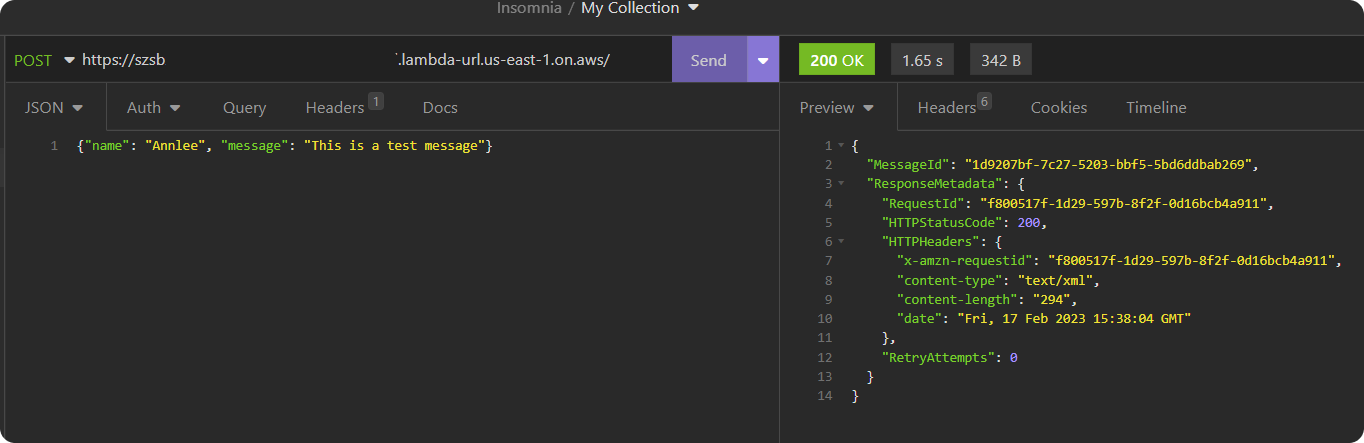 Insomnia / My Collection
POST https://szsb .lambda-url.us-east-1.on.aws/ Send 200 OK 1.65 s 342 B
JSON Auth Query Headers 1 Docs Preview Headers 6 Cookies Timeline
1 {"name": "Annlee", "message": "This is a test message"}
1 {
2 "MessageId": "1d9207bf-7c27-5203-bbf5-5bd6ddbab269",
3 "ResponseMetadata": {
4 "RequestId": "f800517f-1d29-597b-8f2f-0d16bcb4a911",
5 "HTTPStatusCode": 200,
6 "HTTPHeaders": {
7 "x-amzn-requestid": "f800517f-1d29-597b-8f2f-0d16bcb4a911",
8 "content-type": "text/xml",
9 "content-length": "294",
10 "date": "Fri, 17 Feb 2023 15:38:04 GMT"
11 },
12 "RetryAttempts": 0
13 }
14 }